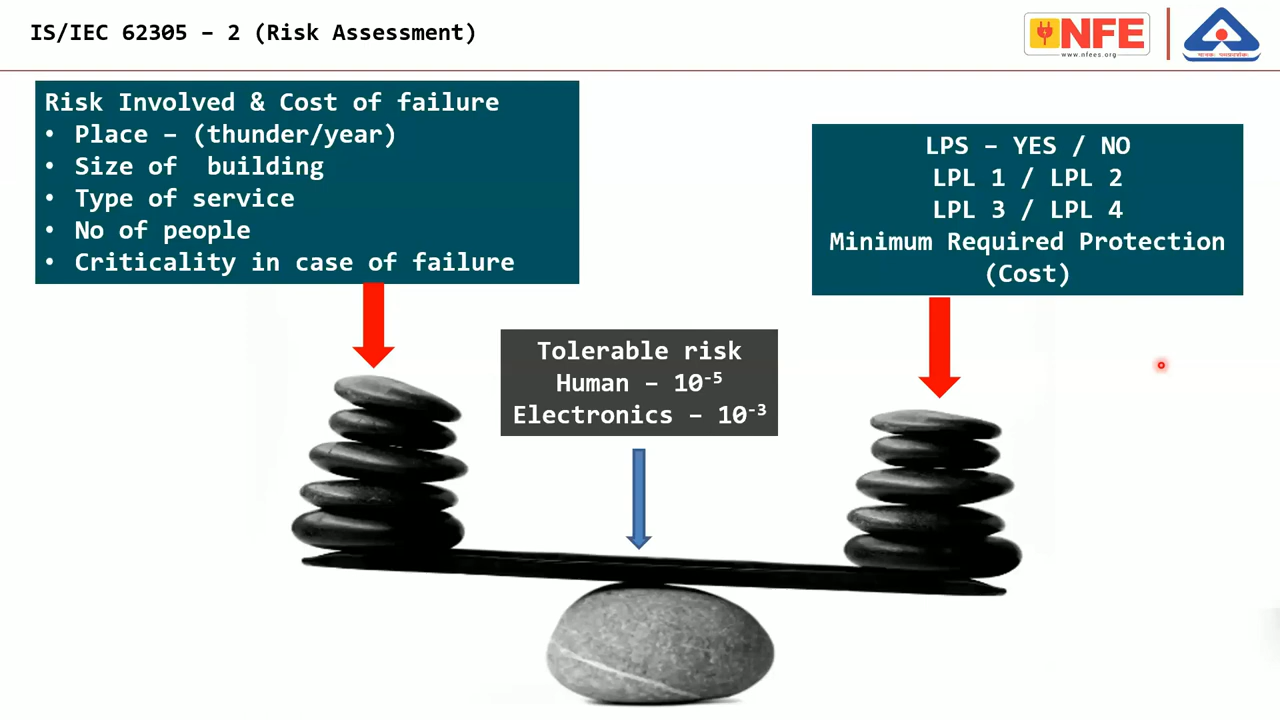 IS/IEC 62305 – 2 (Risk Assessment)
NFE
www.nfees.org
Risk Involved & Cost of failure
• Place – (thunder/year)
• Size of building
• Type of service
• No of people
• Criticality in case of failure
LPS – YES / NO
LPL 1 / LPL 2
LPL 3 / LPL 4
Minimum Required Protection
(Cost)
Tolerable risk
Human – 10⁻⁵
Electronics – 10⁻³